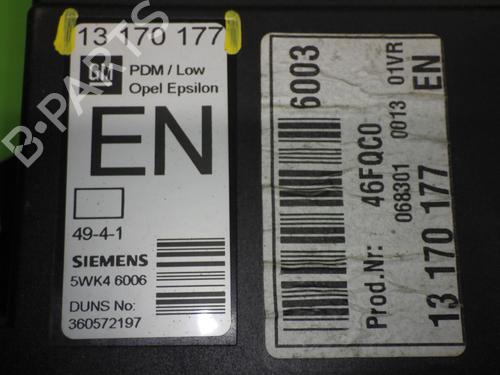 13 170 177
GM
PDM / Low
Opel Epsilon
EN
49-4-1
SIEMENS
5WK4 6006
DUNS No:
360572197
6003
Prod.Nr: 46FQC0
068301 0013 01VR
13 170 177 EN
B-PARTS